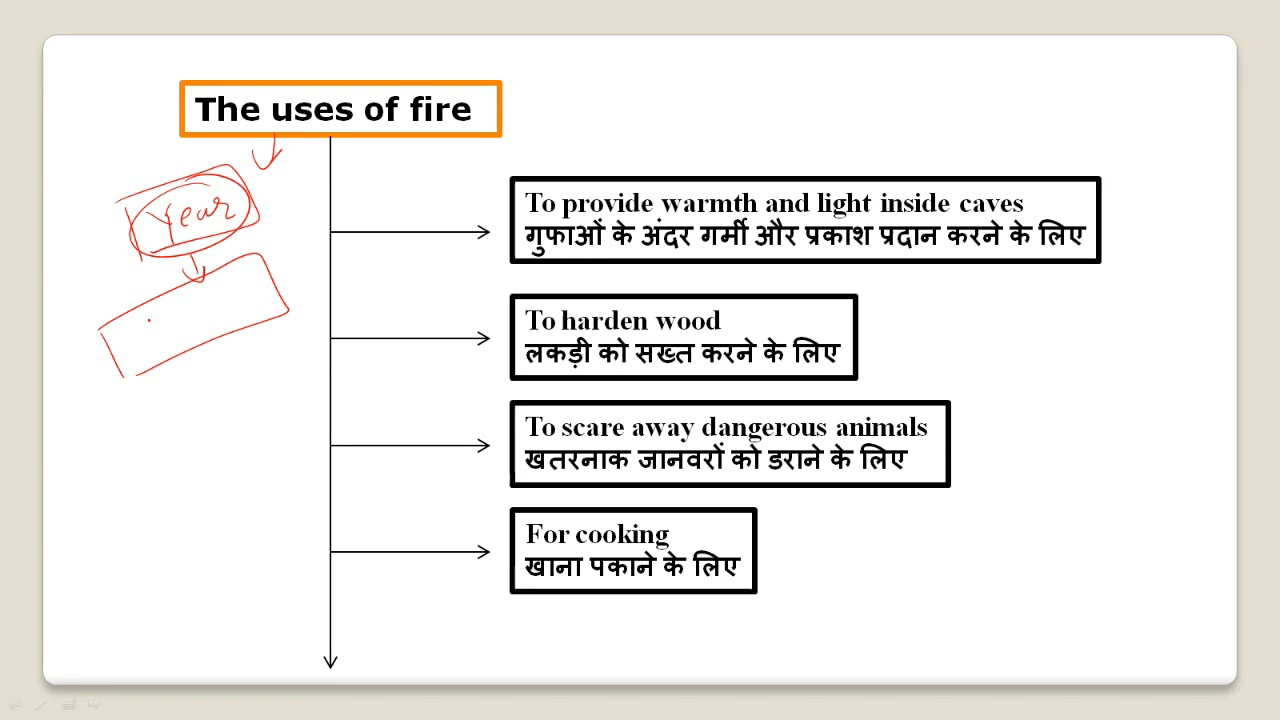 The uses of fire
Year
To provide warmth and light inside caves
गुफाओं के अंदर गर्मी और प्रकाश प्रदान करने के लिए
To harden wood
लकड़ी को सख्त करने के लिए
To scare away dangerous animals
खतरनाक जानवरों को डराने के लिए
For cooking
खाना पकाने के लिए